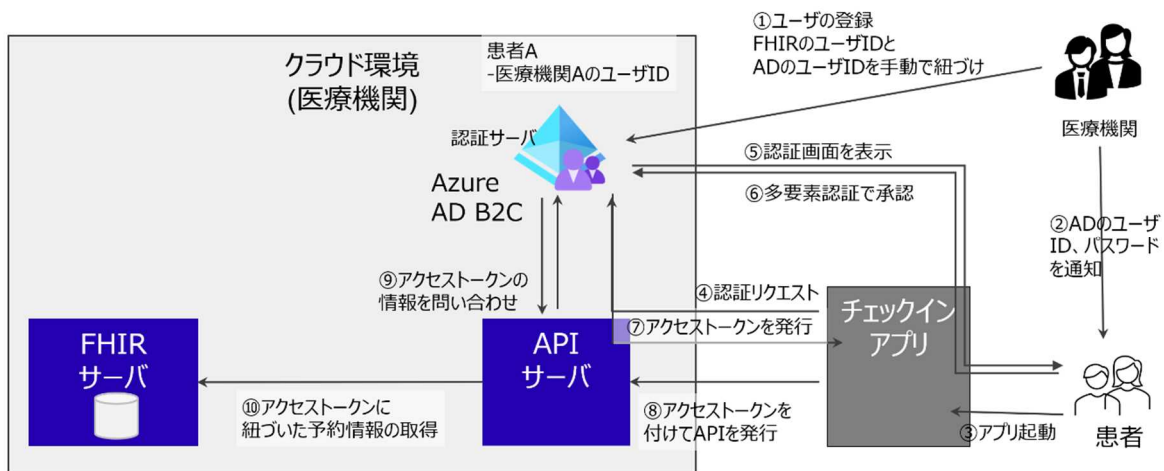 ①ユーザの登録
FHIRのユーザIDと
ADのユーザIDを手動で紐づけ
クラウド環境
(医療機関)
患者A
-医療機関AのユーザID
認証サーバ
Azure
AD B2C
医療機関
⑤認証画面を表示
⑥多要素認証で承認
②ADのユーザ
ID、パスワード
を通知
⑨アクセストークンの
情報を問い合わせ
④認証リクエスト
⑦アクセストークンを発行
チェックイン
アプリ
FHIR
サーバ
API
サーバ
⑩アクセストークンに
紐づいた予約情報の取得
⑧アクセストークンを
付けてAPIを発行
③アプリ起動
患者